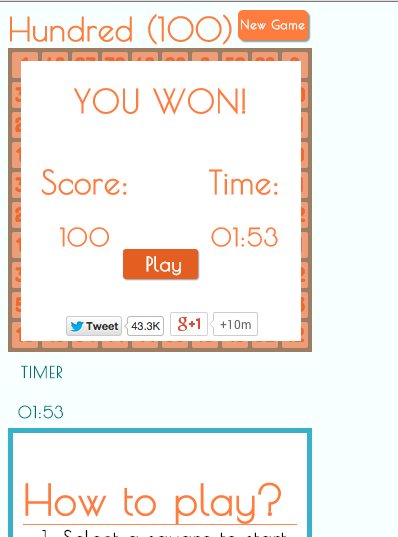 Hundred (100)
New Game
YOU WON!
Score: Time:
100 01:53
Play
Tweet 43.3K g+1 +10m
TIMER
01:53
How to play?
1. Select a square to start